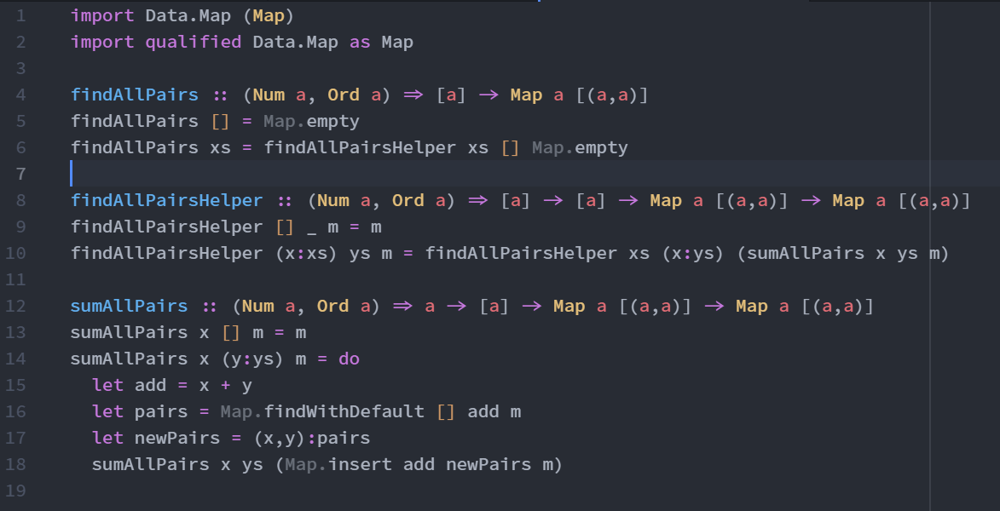 1 import Data.Map (Map)
2 import qualified Data.Map as Map
3
4 findAllPairs :: (Num a, Ord a) ⇒ [a] → Map a [(a,a)]
5 findAllPairs [] = Map.empty
6 findAllPairs xs = findAllPairsHelper xs [] Map.empty
7
8 findAllPairsHelper :: (Num a, Ord a) ⇒ [a] → [a] → Map a [(a,a)] → Map a [(a,a)]
9 findAllPairsHelper [] _ m = m
10 findAllPairsHelper (x:xs) ys m = findAllPairsHelper xs (x:ys) (sumAllPairs x ys m)
11
12 sumAllPairs :: (Num a, Ord a) ⇒ a → [a] → Map a [(a,a)] → Map a [(a,a)]
13 sumAllPairs x [] m = m
14 sumAllPairs x (y:ys) m = do
15   let add = x + y
16   let pairs = Map.findWithDefault [] add m
17   let newPairs = (x,y):pairs
18   sumAllPairs x ys (Map.insert add newPairs m)
19